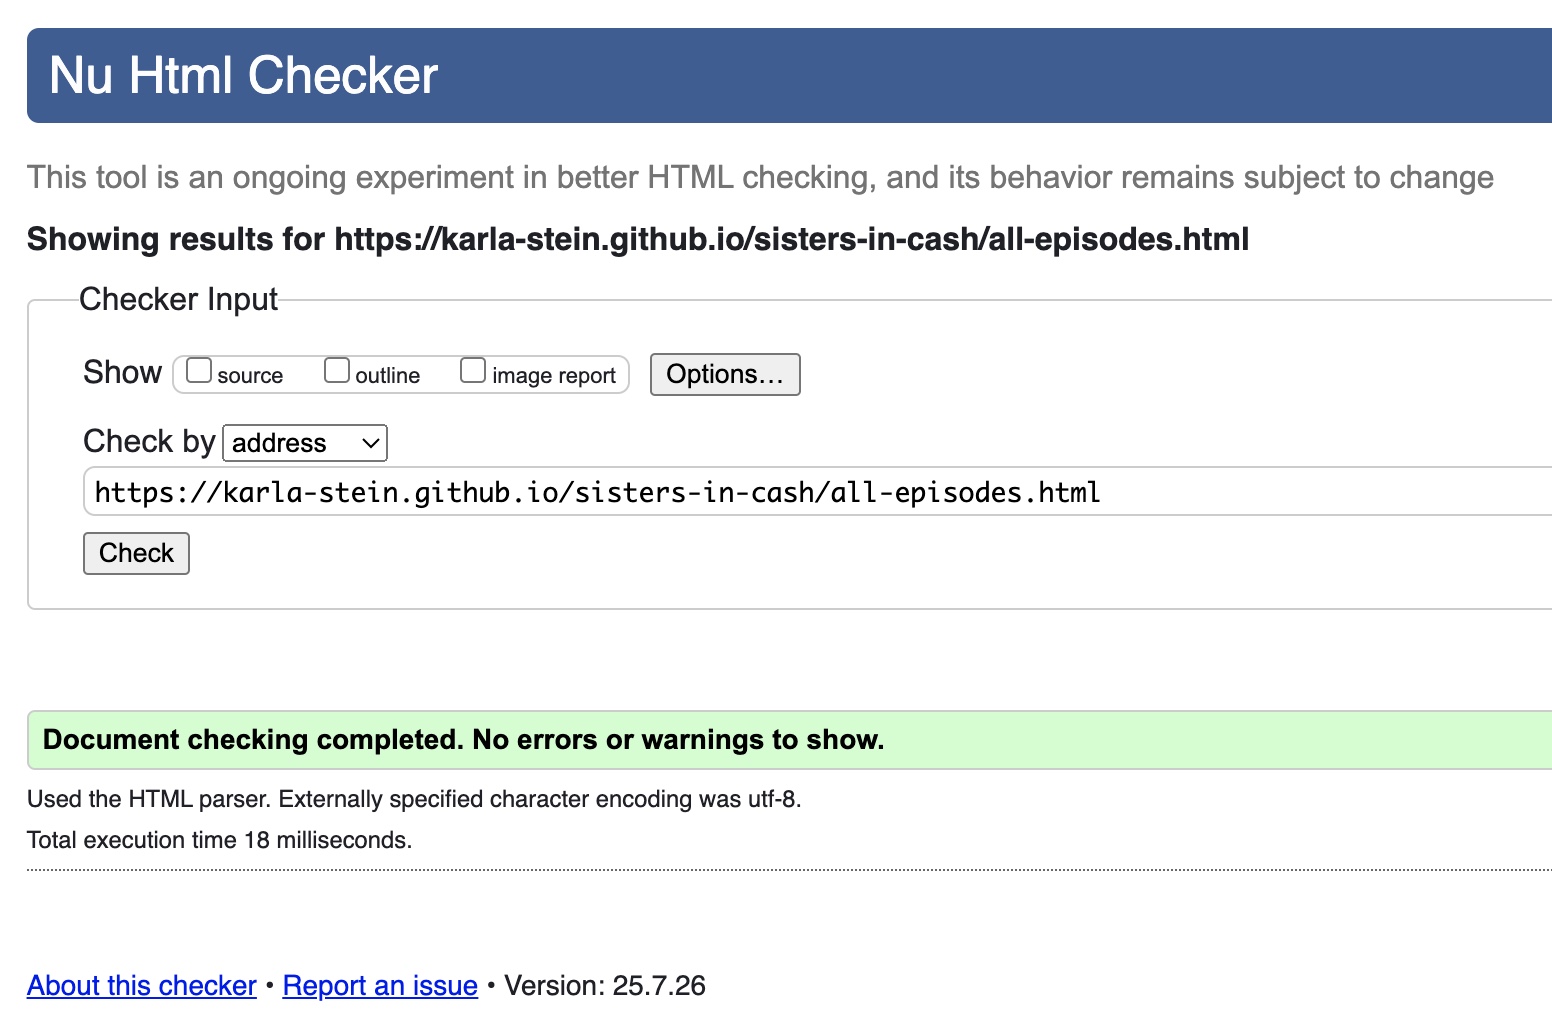 Nu Html Checker
This tool is an ongoing experiment in better HTML checking, and its behavior remains subject to change
Showing results for https://karla-stein.github.io/sisters-in-cash/all-episodes.html
Checker Input
Show source outline image report Options...
Check by address
https://karla-stein.github.io/sisters-in-cash/all-episodes.html
Check
Document checking completed. No errors or warnings to show.
Used the HTML parser. Externally specified character encoding was utf-8.
Total execution time 18 milliseconds.
About this checker • Report an issue • Version: 25.7.26